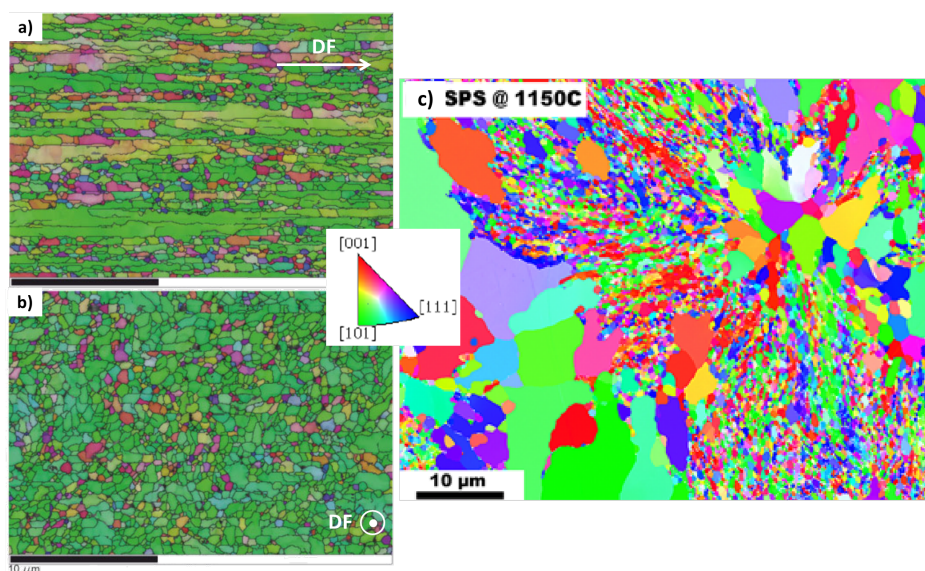 a)
DF
b)
DF
10 μm
[001]
[101]
[111]
c) SPS @ 1150C
10 μm